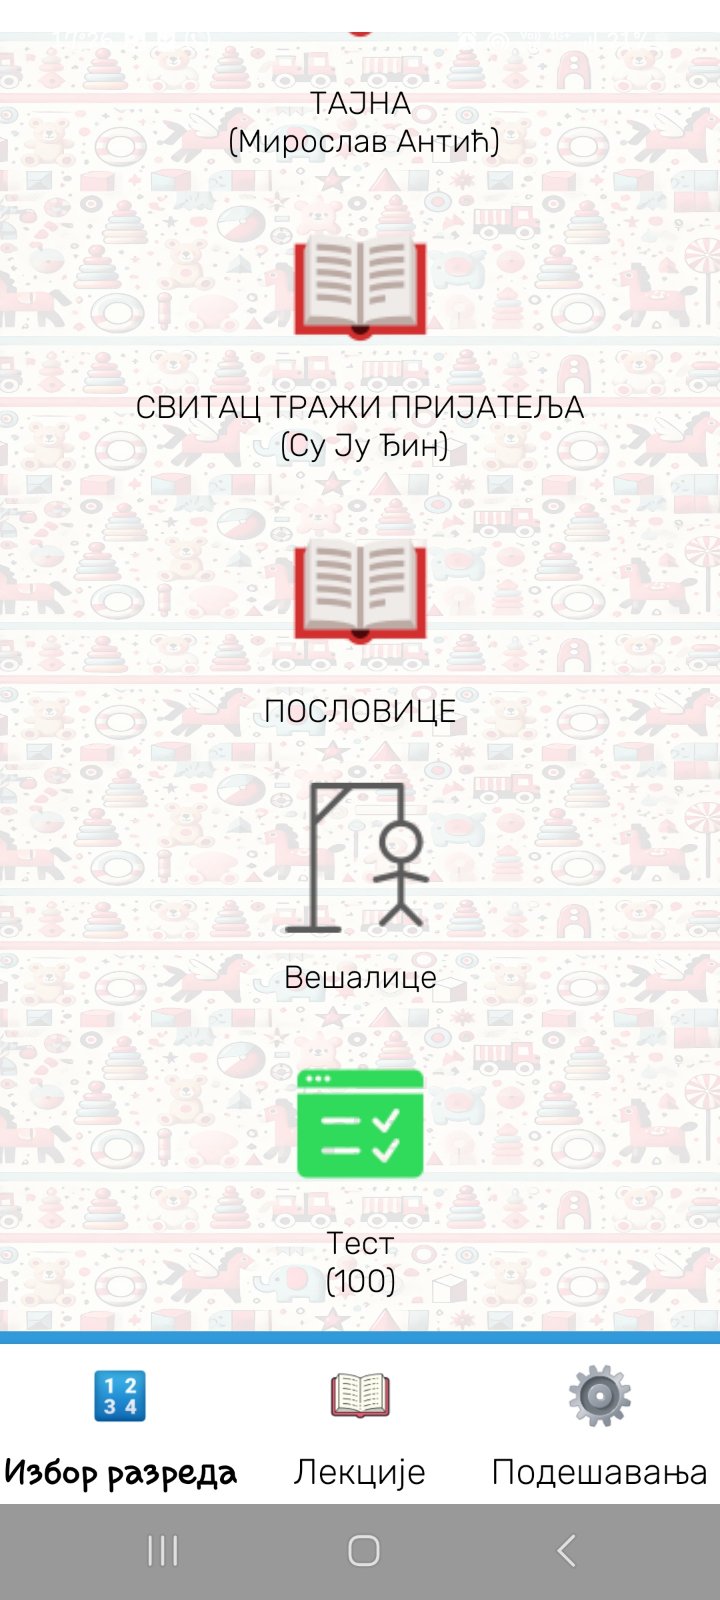 ТАЈНА
(Мирослав Антић)
СВИТАЦ ТРАЖИ ПРИЈАТЕЉА
(Су Ју Ђин)
ПОСЛОВИЦЕ
Вешалице
Тест
(100)
1 2
3 4
Избор разреда
Лекције
Подешавања